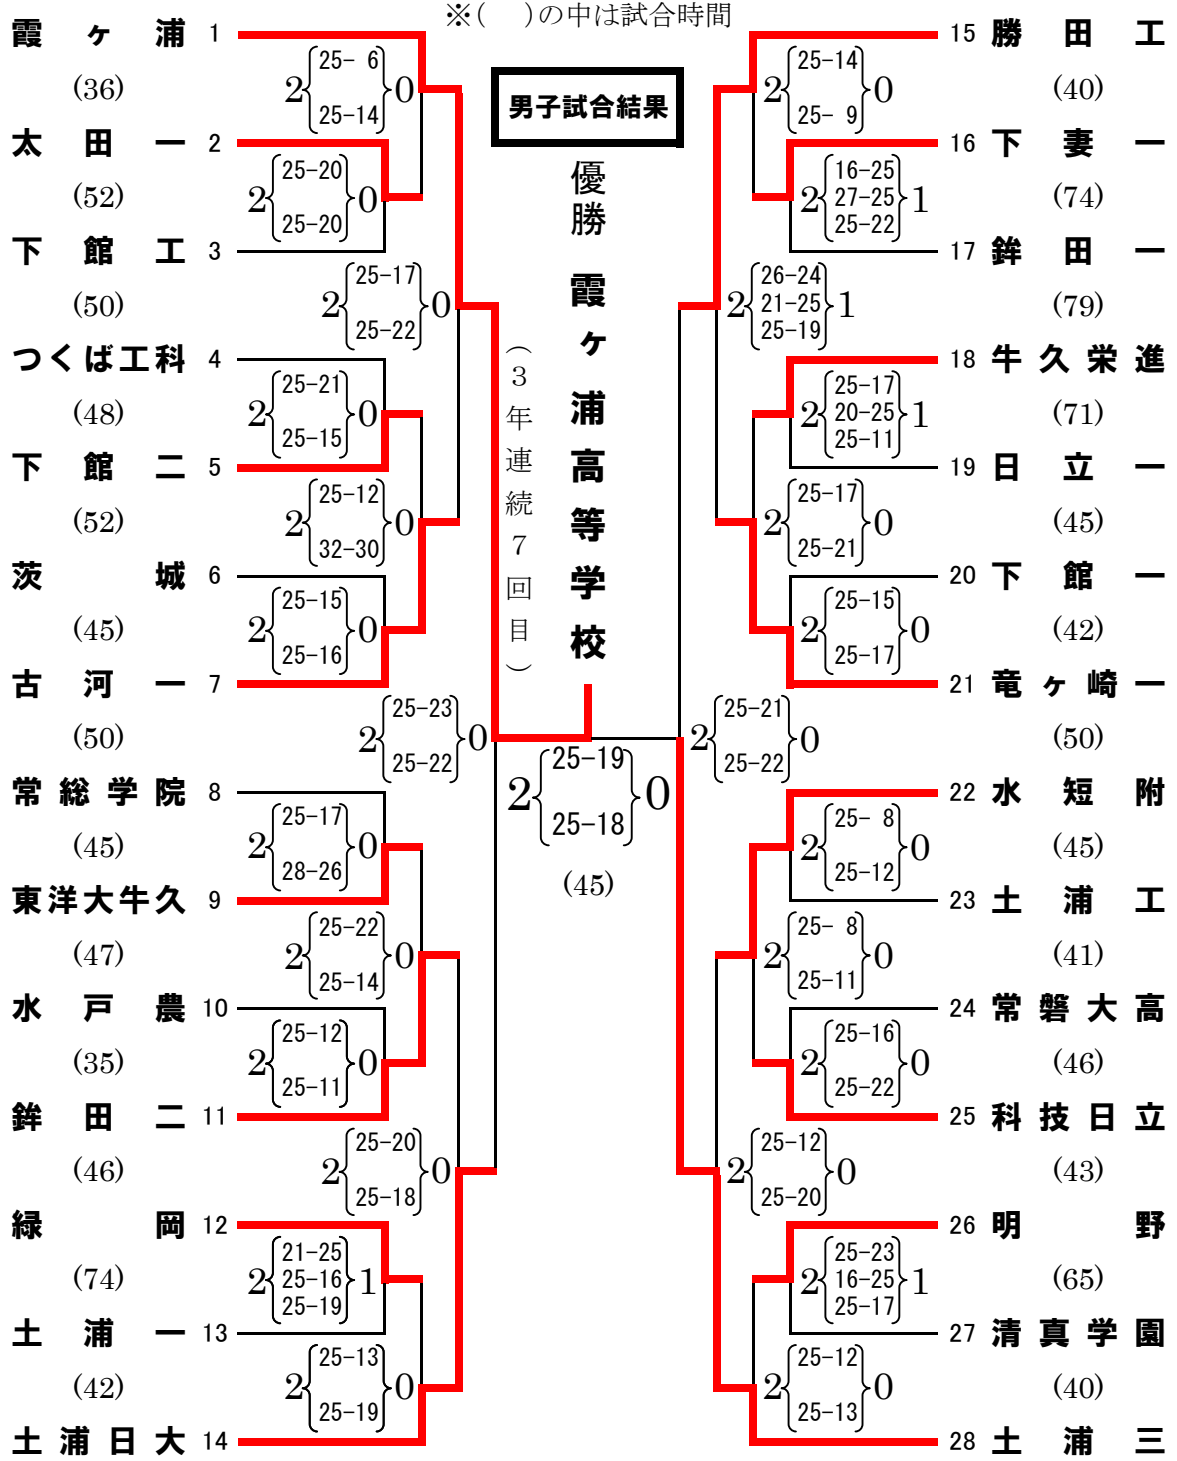 ※(　)の中は試合時間
男子試合結果
優勝
霞ヶ浦高等学校
（3年連続7回目）
霞ヶ浦 1
(36)
太田一 2
(52)
下館工 3
(50)
つくば工科 4
(48)
下館二 5
(52)
茨城 6
(45)
古河一 7
(50)
常総学院 8
(45)
東洋大牛久 9
(47)
水戸農 10
(35)
鉾田二 11
(46)
緑岡 12
(74)
土浦一 13
(42)
土浦日大 14
2 25- 6 0
25-14
2 25-20 0
25-20
2 25-17 0
25-22
2 25-21 0
25-15
2 25-12 0
32-30
2 25-15 0
25-16
2 25-23 0
25-22
2 25-17 0
28-26
2 25-22 0
25-14
2 25-12 0
25-11
2 25-20 0
25-18
21-25
2 25-16 1
25-19
2 25-13 0
25-19
2 25-19 0
25-18
(45)
2 25-14 0
25- 9
16-25
2 27-25 1
25-22
26-24
2 21-25 1
25-19
25-17
2 20-25 1
25-11
2 25-17 0
25-21
2 25-15 0
25-17
2 25-21 0
25-22
2 25- 8 0
25-12
2 25- 8 0
25-11
2 25-16 0
25-22
2 25-12 0
25-20
25-23
2 16-25 1
25-17
2 25-12 0
25-13
15 勝田工
(40)
16 下妻一
(74)
17 鉾田一
(79)
18 牛久栄進
(71)
19 日立一
(45)
20 下館一
(42)
21 竜ヶ崎一
(50)
22 水短附
(45)
23 土浦工
(41)
24 常磐大高
(46)
25 科技日立
(43)
26 明野
(65)
27 清真学園
(40)
28 土浦三